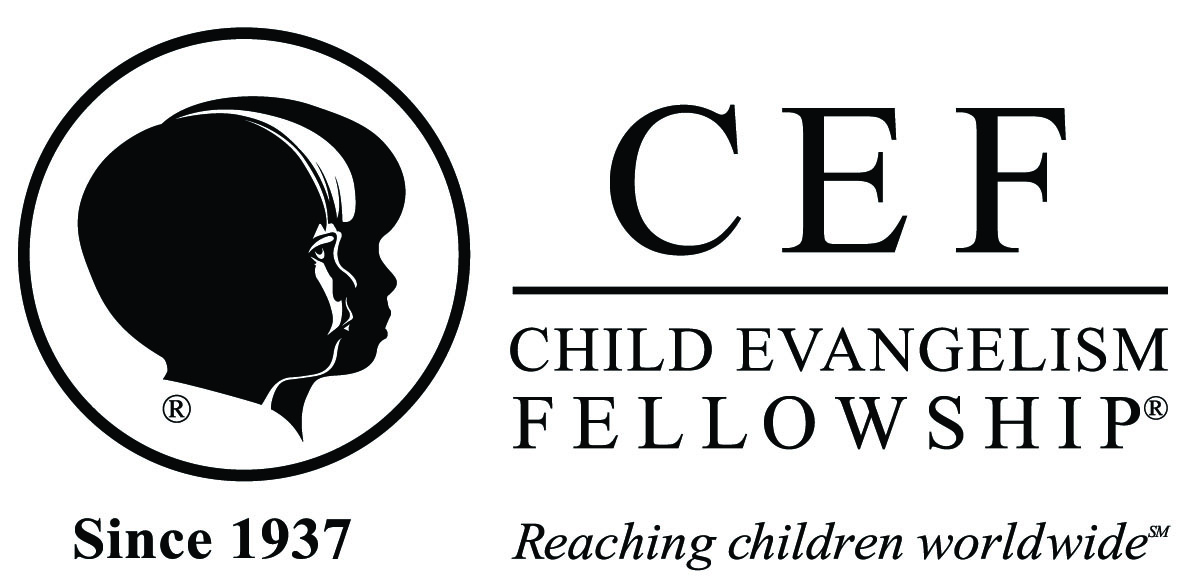 CEF
CHILD EVANGELISM
FELLOWSHIP®
®
Since 1937
Reaching children worldwide℠